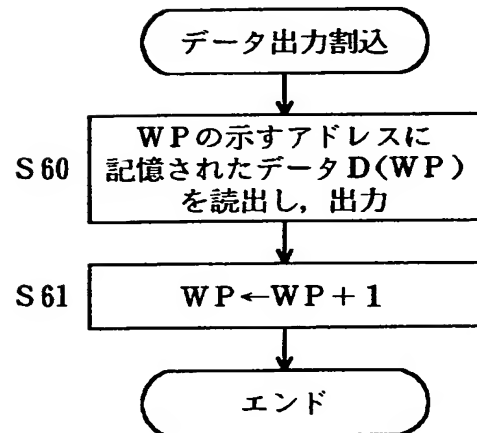 データ出力割込
WPの示すアドレスに
S60 記憶されたデータD(WP)
を読出し，出力
S61 WP←WP+1
エンド